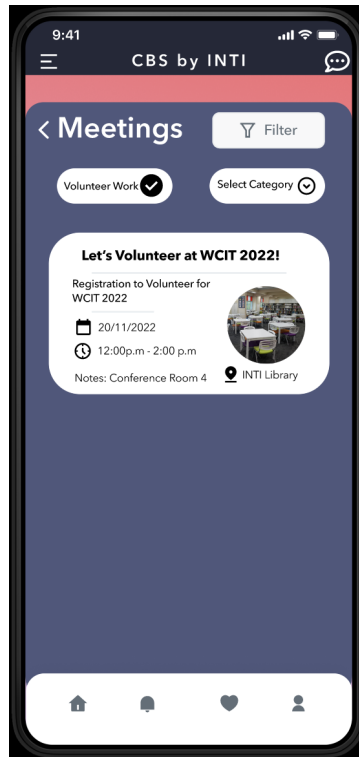 9:41
CBS by INTI
Meetings
Filter
Volunteer Work
Select Category
Let's Volunteer at WCIT 2022!
Registration to Volunteer for
WCIT 2022
20/11/2022
12:00p.m - 2:00 p.m
Notes: Conference Room 4
INTI Library